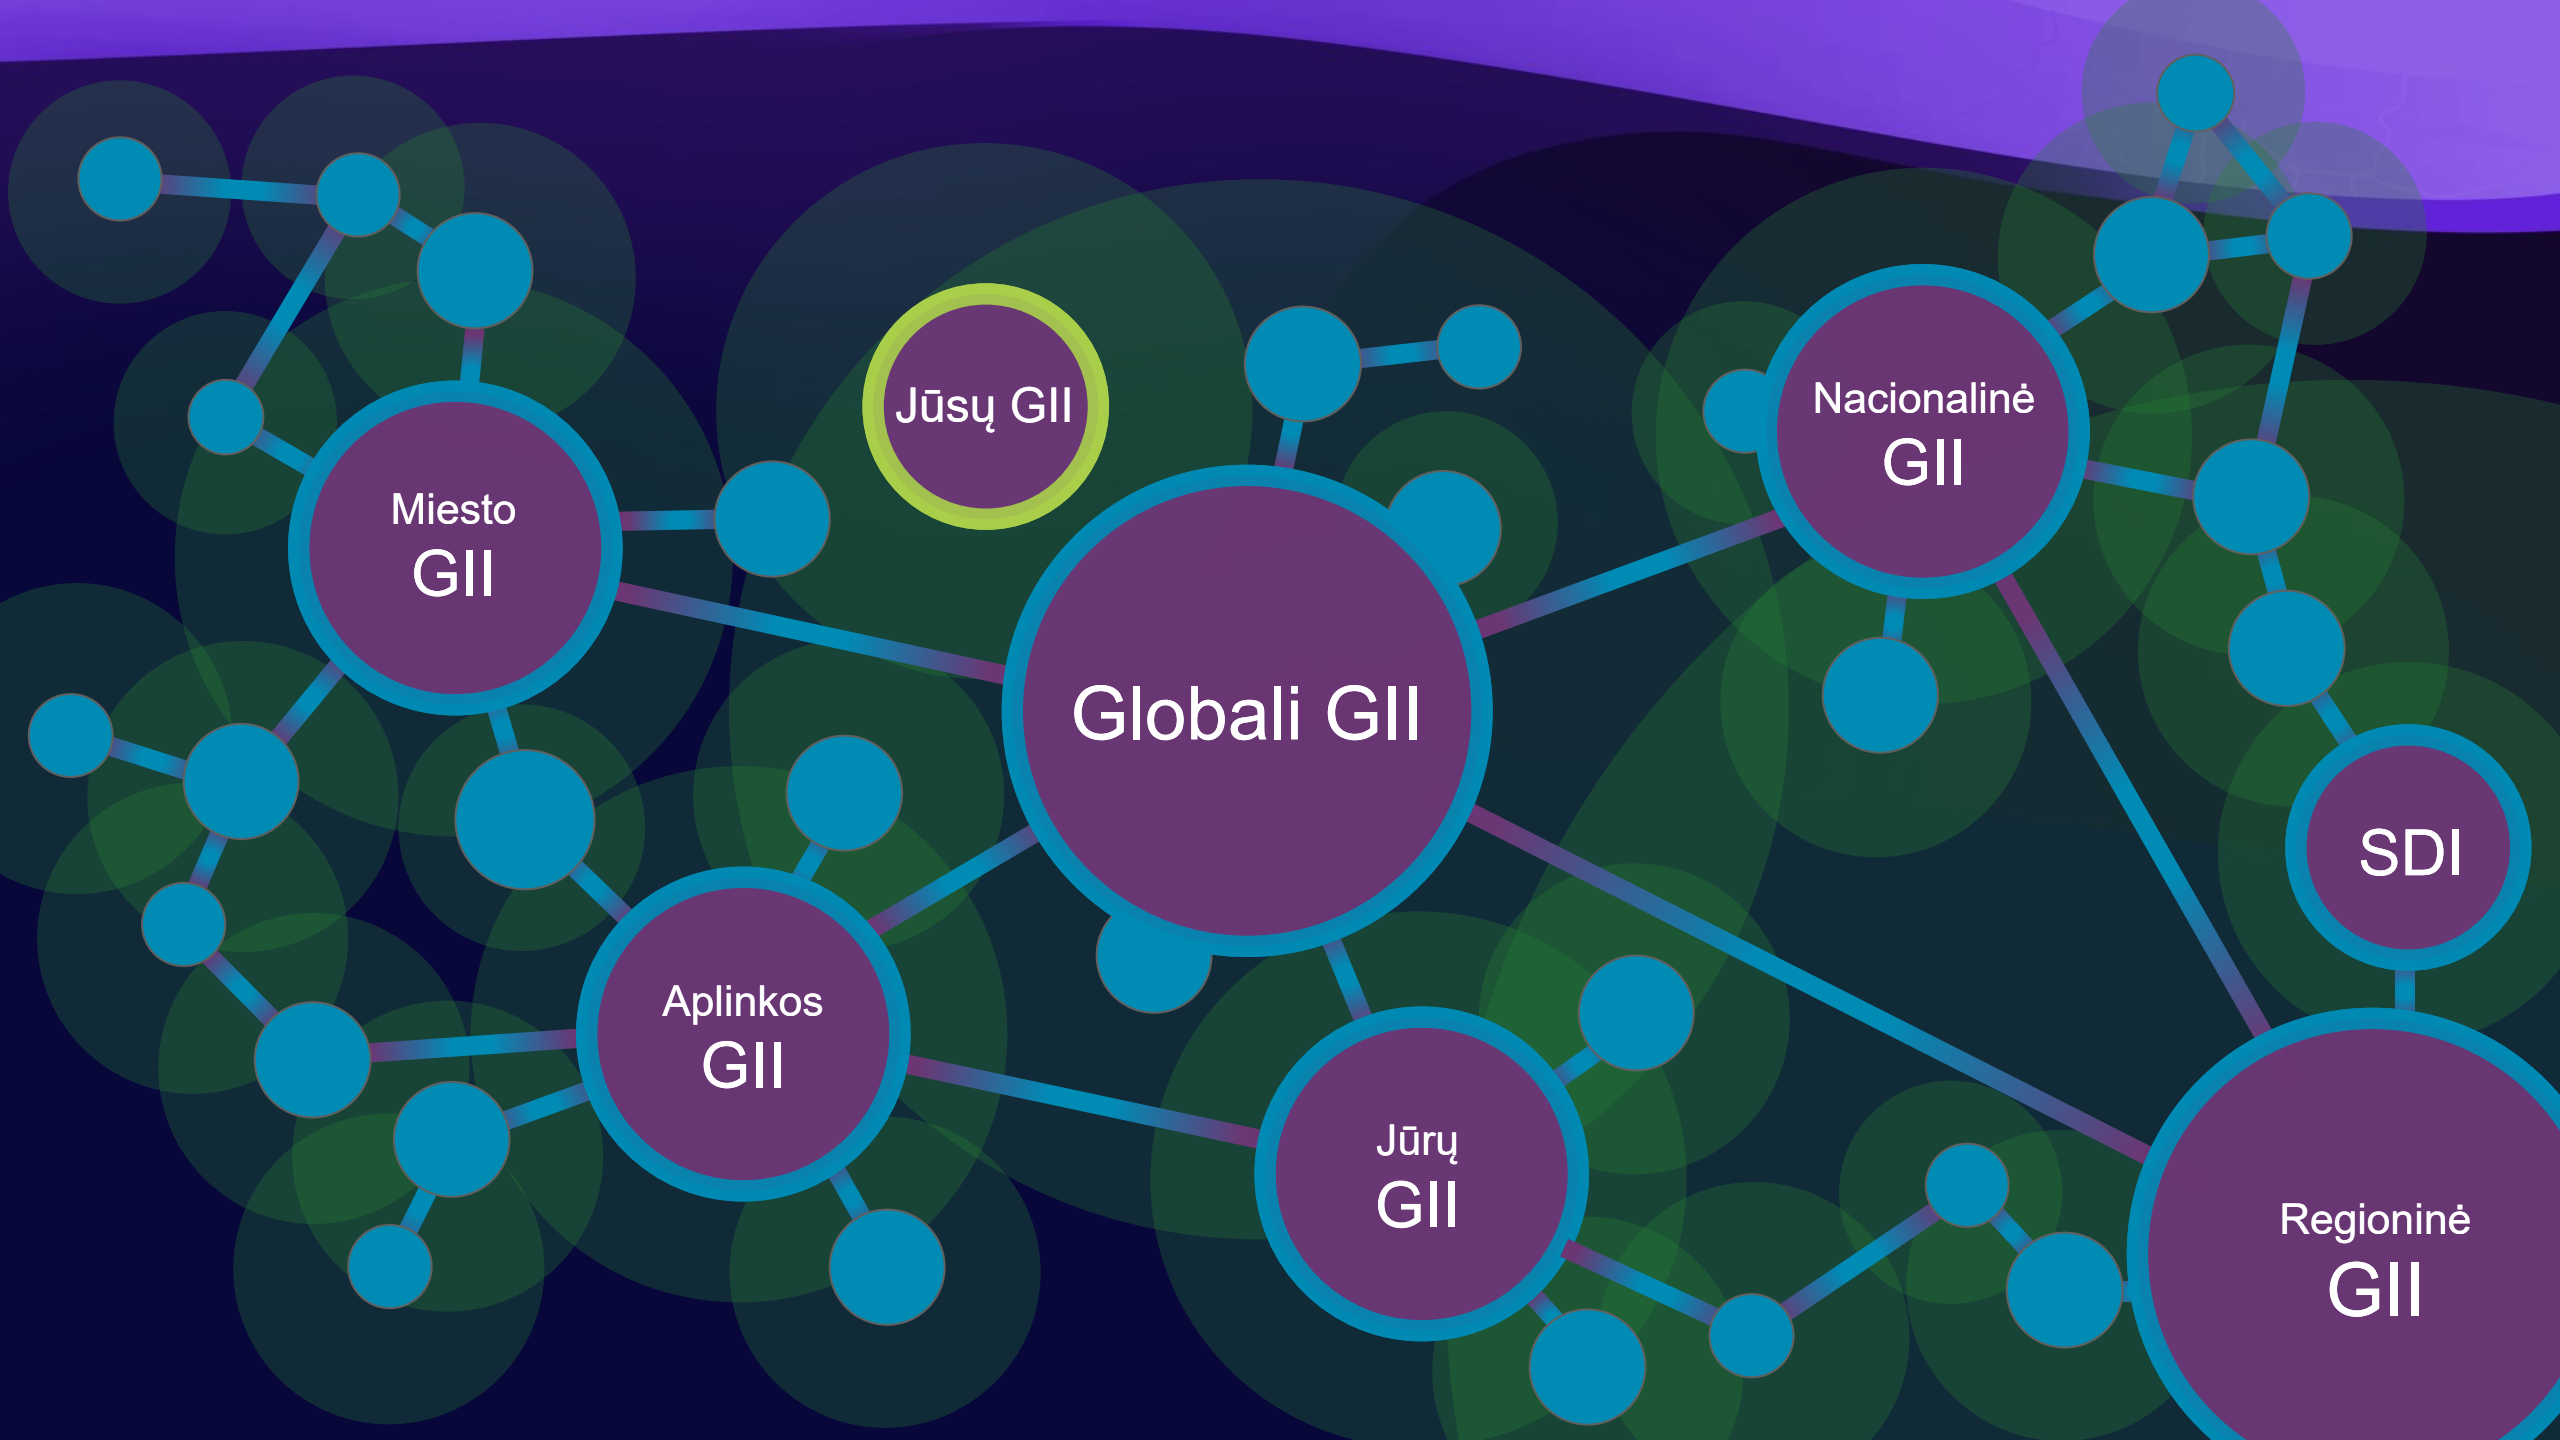 Jūsų GII
Nacionalinė
GII
Miesto
GII
Globali GII
SDI
Aplinkos
GII
Jūrų
GII
Regioninė
GII